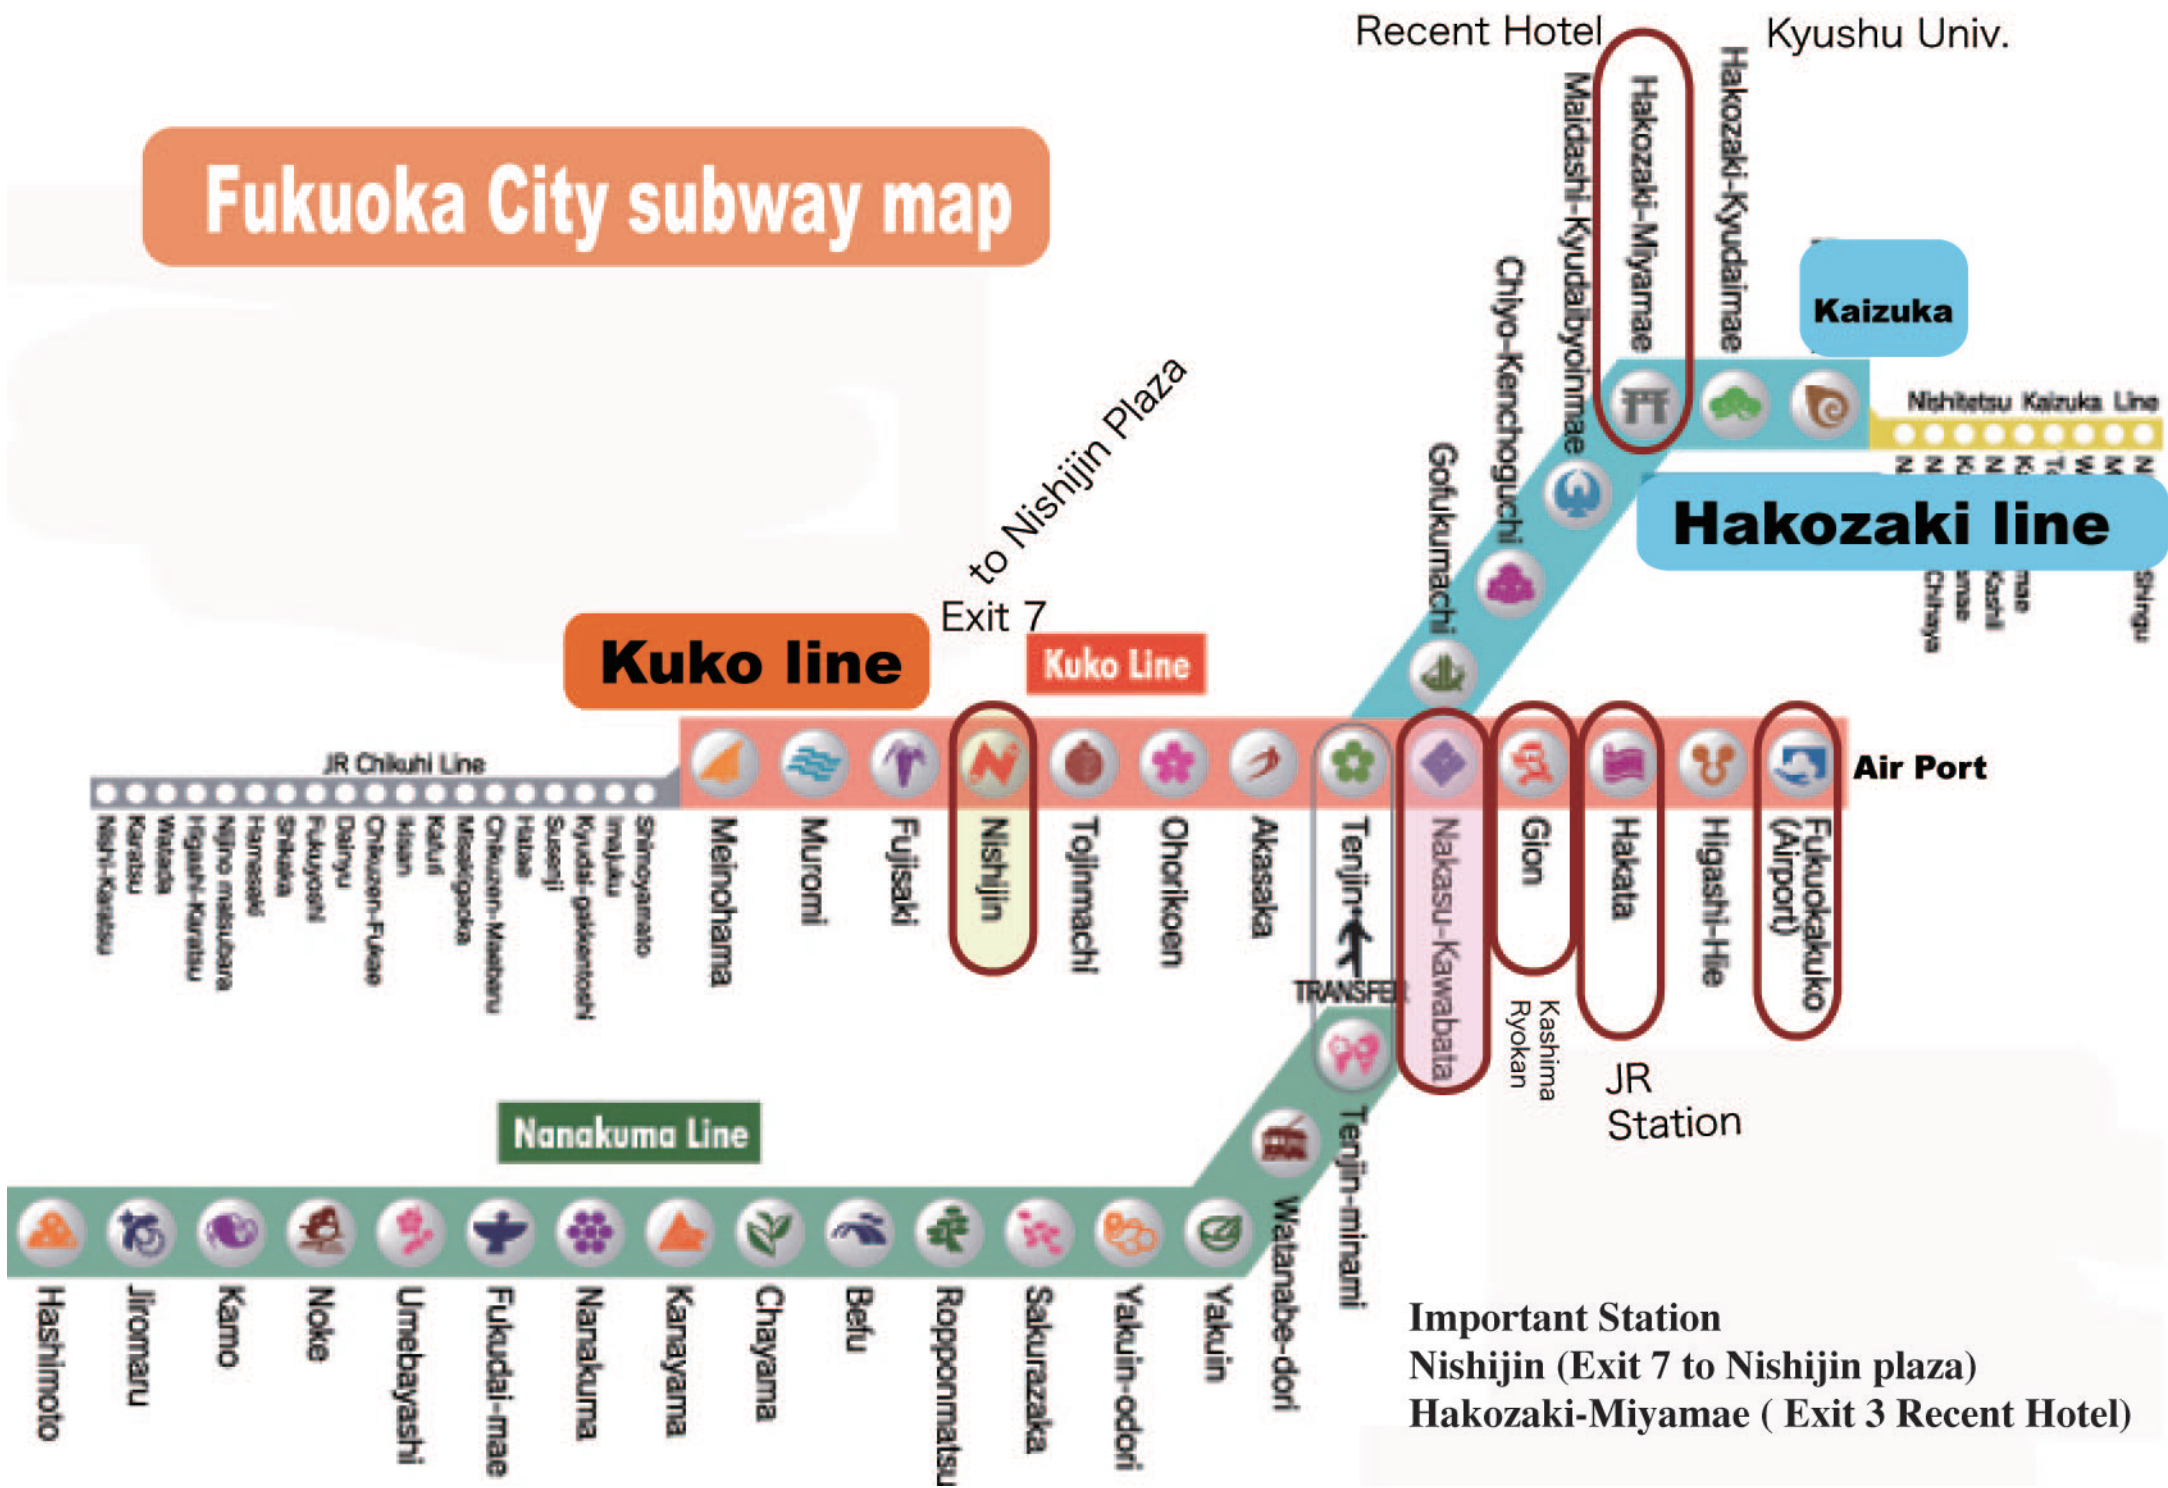 Recent Hotel
Kyushu Univ.
Fukuoka City subway map
Maidashi-Kyudaibyoinmae
Hakozaki-Miyamae
Hakozaki-Kyudaimae
Kaizuka
Chiyo-Kenchoguchi
Gofukumachi
Nishitetsu Kaizuka Line
Hakozaki line
Chihaya
Shingu
to Nishijin Plaza
Exit 7
Kuko line
Kuko Line
JR Chikuhi Line
Air Port
Nishi-Karatsu
Karatsu
Watada
Higashi-Karatsu
Nijino matsubara
Hamasaki
Shikaka
Fukuyoshi
Dainyu
Chikuzen-Fukae
Ikisan
Kafuri
Misakigaoka
Chikuzen-Maebaru
Hatae
Susenji
Kyudai-gakkentoshi
Imajuku
Shimoyamato
Meinohama
Muromi
Fujisaki
Nishijin
Tojinmachi
Ohorikoen
Akasaka
Tenjin
Nakasu-Kawabata
Gion
Hakata
Higashi-Hie
Fukuokakuko
(Airport)
TRANSFER
Kashima
Ryokan
JR
Station
Nanakuma Line
Hashimoto
Jiromaru
Kamo
Noke
Umebayashi
Fukudai-mae
Nanakuma
Kanayama
Chayama
Befu
Ropponmatsu
Sakurazaka
Yakuin-odori
Yakuin
Watanabe-dori
Tenjin-minami
Important Station
Nishijin (Exit 7 to Nishijin plaza)
Hakozaki-Miyamae ( Exit 3 Recent Hotel)